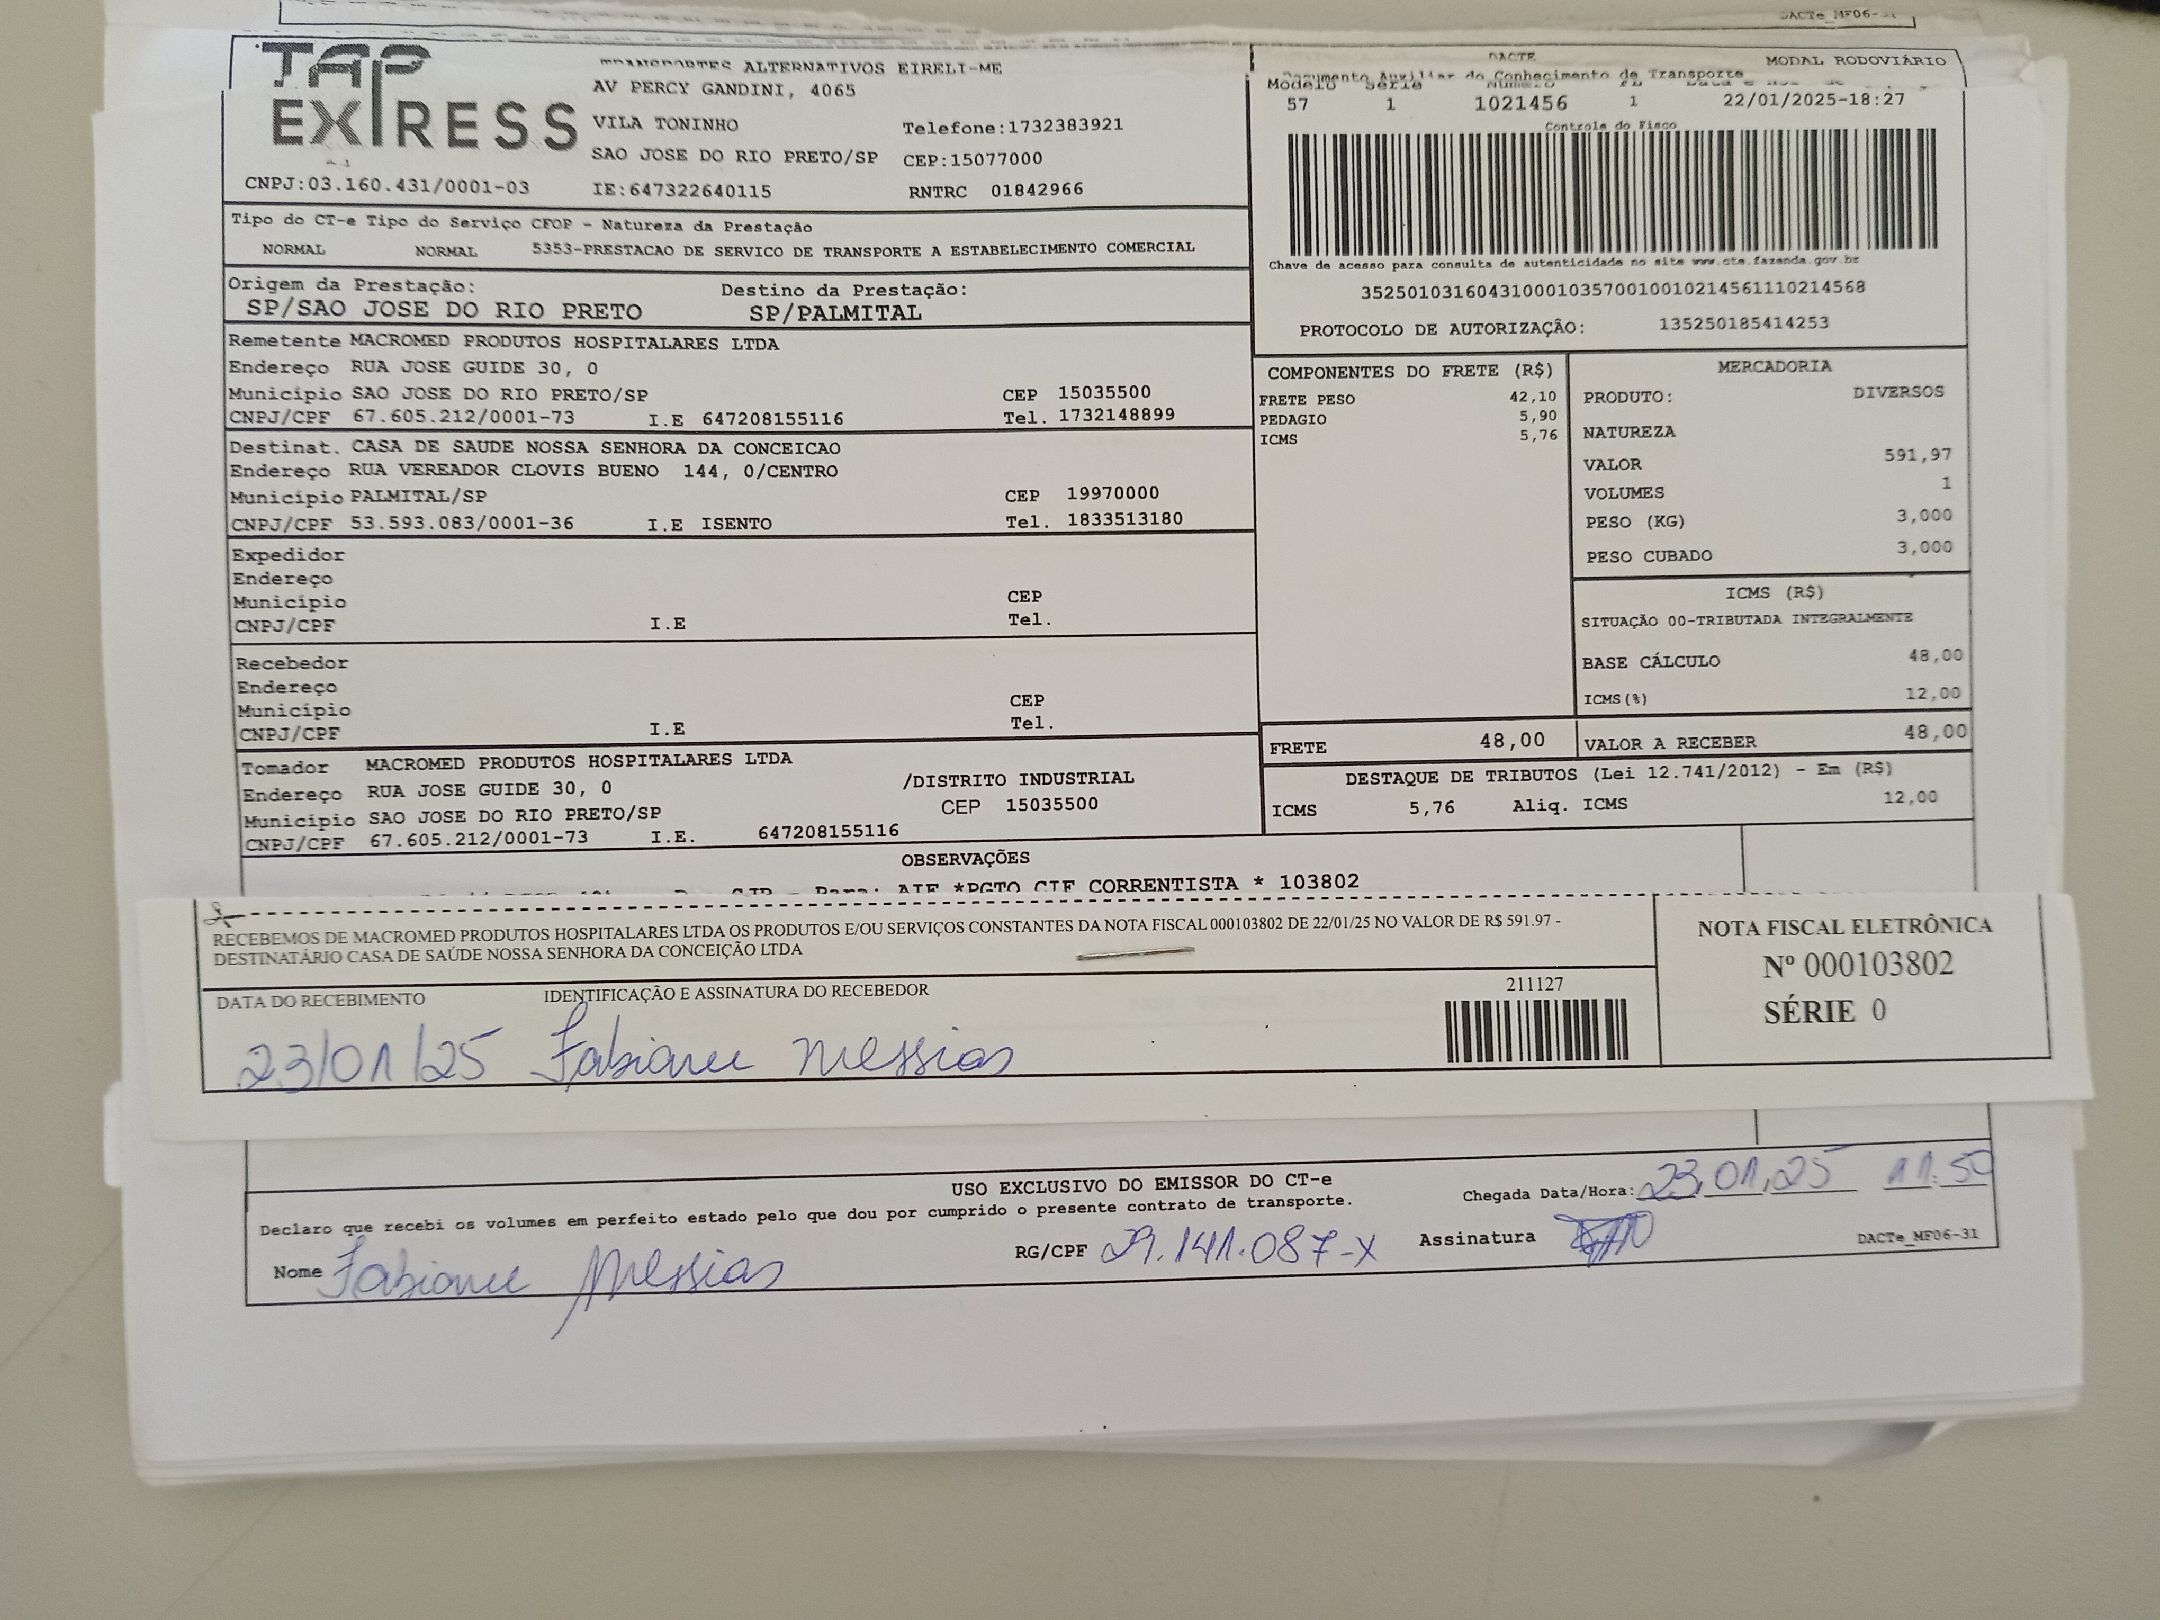 DACTe_MF06-31
TAP EXPRESS
TRANSPORTES ALTERNATIVOS EIRELI-ME
AV PERCY GANDINI, 4065
VILA TONINHO Telefone:1732383921
SAO JOSE DO RIO PRETO/SP CEP:15077000
CNPJ:03.160.431/0001-03 IE:647322640115 RNTRC 01842966
DACTE MODAL RODOVIÁRIO
Documento Auxiliar do Conhecimento de Transporte
Modelo Série Número FL
57 1 1021456 1 22/01/2025-18:27
Controle do Fisco
Chave de acesso para consulta de autenticidade no site www.cte.fazenda.gov.br
35250103160431000103570010010214561110214568
PROTOCOLO DE AUTORIZAÇÃO: 135250185414253
Tipo do CT-e Tipo do Serviço CFOP - Natureza da Prestação
NORMAL NORMAL 5353-PRESTACAO DE SERVICO DE TRANSPORTE A ESTABELECIMENTO COMERCIAL
Origem da Prestação: Destino da Prestação:
SP/SAO JOSE DO RIO PRETO SP/PALMITAL
Remetente MACROMED PRODUTOS HOSPITALARES LTDA
Endereço RUA JOSE GUIDE 30, 0
Município SAO JOSE DO RIO PRETO/SP CEP 15035500
CNPJ/CPF 67.605.212/0001-73 I.E 647208155116 Tel. 1732148899
Destinat. CASA DE SAUDE NOSSA SENHORA DA CONCEICAO
Endereço RUA VEREADOR CLOVIS BUENO 144, 0/CENTRO
Município PALMITAL/SP CEP 19970000
CNPJ/CPF 53.593.083/0001-36 I.E ISENTO Tel. 1833513180
Expedidor
Endereço
Município CEP
CNPJ/CPF I.E Tel.
Recebedor
Endereço
Município CEP
CNPJ/CPF I.E Tel.
Tomador MACROMED PRODUTOS HOSPITALARES LTDA
Endereço RUA JOSE GUIDE 30, 0 /DISTRITO INDUSTRIAL
Município SAO JOSE DO RIO PRETO/SP CEP 15035500
CNPJ/CPF 67.605.212/0001-73 I.E. 647208155116
COMPONENTES DO FRETE (R$)
FRETE PESO 42,10
PEDAGIO 5,90
ICMS 5,76
MERCADORIA
PRODUTO: DIVERSOS
NATUREZA
VALOR 591,97
VOLUMES 1
PESO (KG) 3,000
PESO CUBADO 3,000
ICMS (R$)
SITUAÇÃO 00-TRIBUTADA INTEGRALMENTE
BASE CÁLCULO 48,00
ICMS(%) 12,00
FRETE 48,00 VALOR A RECEBER 48,00
DESTAQUE DE TRIBUTOS (Lei 12.741/2012) - Em (R$)
ICMS 5,76 Aliq. ICMS 12,00
OBSERVAÇÕES
Para: AIF *PGTO CIF CORRENTISTA * 103802
RECEBEMOS DE MACROMED PRODUTOS HOSPITALARES LTDA OS PRODUTOS E/OU SERVIÇOS CONSTANTES DA NOTA FISCAL 000103802 DE 22/01/25 NO VALOR DE R$ 591.97 -
DESTINATÁRIO CASA DE SAÚDE NOSSA SENHORA DA CONCEIÇÃO LTDA
DATA DO RECEBIMENTO IDENTIFICAÇÃO E ASSINATURA DO RECEBEDOR 211127
23/01/25 Fabiane Messias
NOTA FISCAL ELETRÔNICA
Nº 000103802
SÉRIE 0
USO EXCLUSIVO DO EMISSOR DO CT-e
Declaro que recebi os volumes em perfeito estado pelo que dou por cumprido o presente contrato de transporte.
Chegada Data/Hora: 23,01,25 11:50
Nome Fabiane Messias RG/CPF 29.141.087-X Assinatura
DACTe_MF06-31